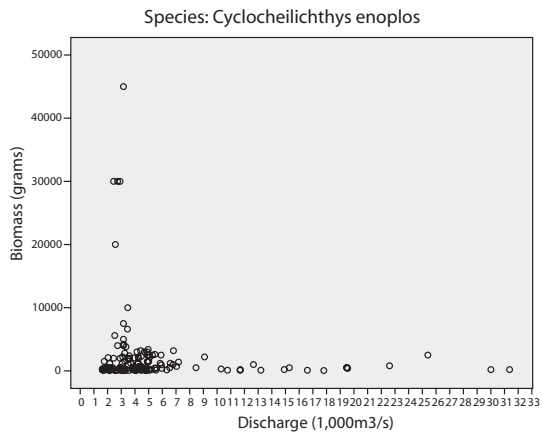 Species: Cyclocheilichthys enoplos
50000
40000
30000
20000
10000
0
Biomass (grams)
0 1 2 3 4 5 6 7 8 9 10 11 12 13 14 15 16 17 18 19 20 21 22 23 24 25 26 27 28 29 30 31 32 33
Discharge (1,000m3/s)